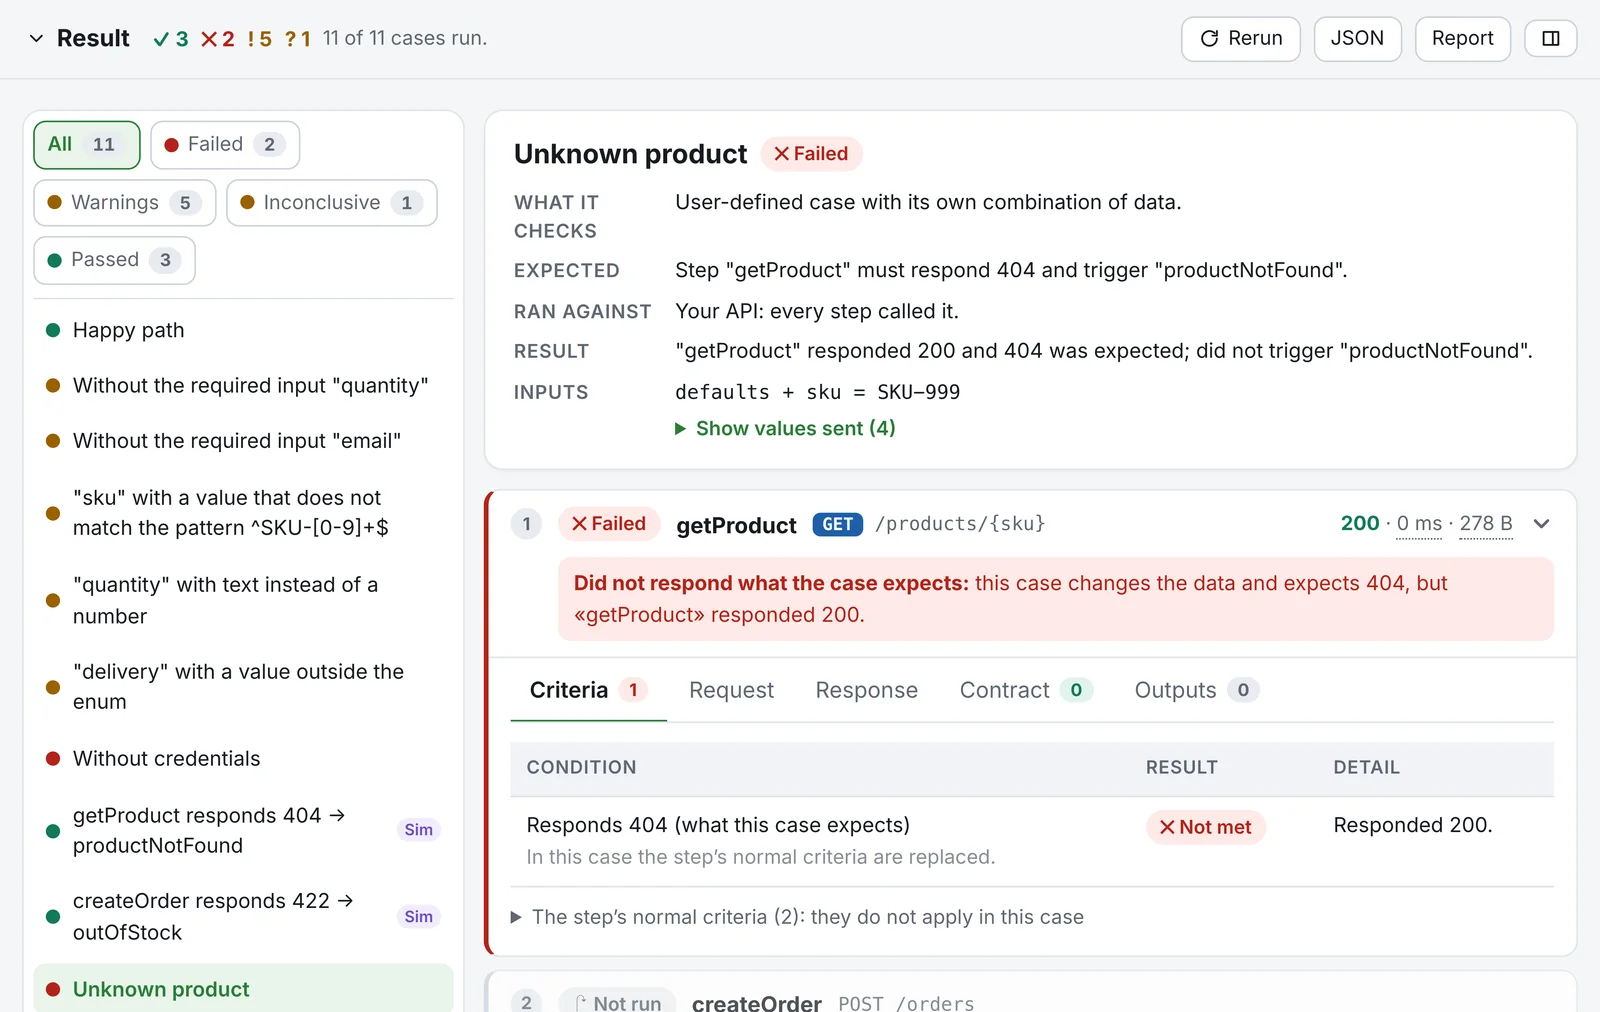 Result 3 2 ! 5 ? 1 11 of 11 cases run. Rerun JSON Report
All 11 Failed 2
Warnings 5 Inconclusive 1
Passed 3
Happy path
Without the required input "quantity"
Without the required input "email"
"sku" with a value that does not
match the pattern ^SKU-[0-9]+$
"quantity" with text instead of a
number
"delivery" with a value outside the
enum
Without credentials
getProduct responds 404 →
productNotFound
Sim
createOrder responds 422 →
outOfStock
Sim
Unknown product
Unknown product Failed
WHAT IT
CHECKS
User-defined case with its own combination of data.
EXPECTED Step "getProduct" must respond 404 and trigger "productNotFound".
RAN AGAINST Your API: every step called it.
RESULT "getProduct" responded 200 and 404 was expected; did not trigger "productNotFound".
INPUTS defaults + sku = SKU-999
Show values sent (4)
1 Failed getProduct GET /products/{sku} 200 · 0 ms · 278 B
Did not respond what the case expects: this case changes the data and expects 404, but
«getProduct» responded 200.
Criteria 1 Request Response Contract 0 Outputs 0
CONDITION RESULT DETAIL
Responds 404 (what this case expects) Not met Responded 200.
In this case the step’s normal criteria are replaced.
The step’s normal criteria (2): they do not apply in this case
2 Not run createOrder POST /orders